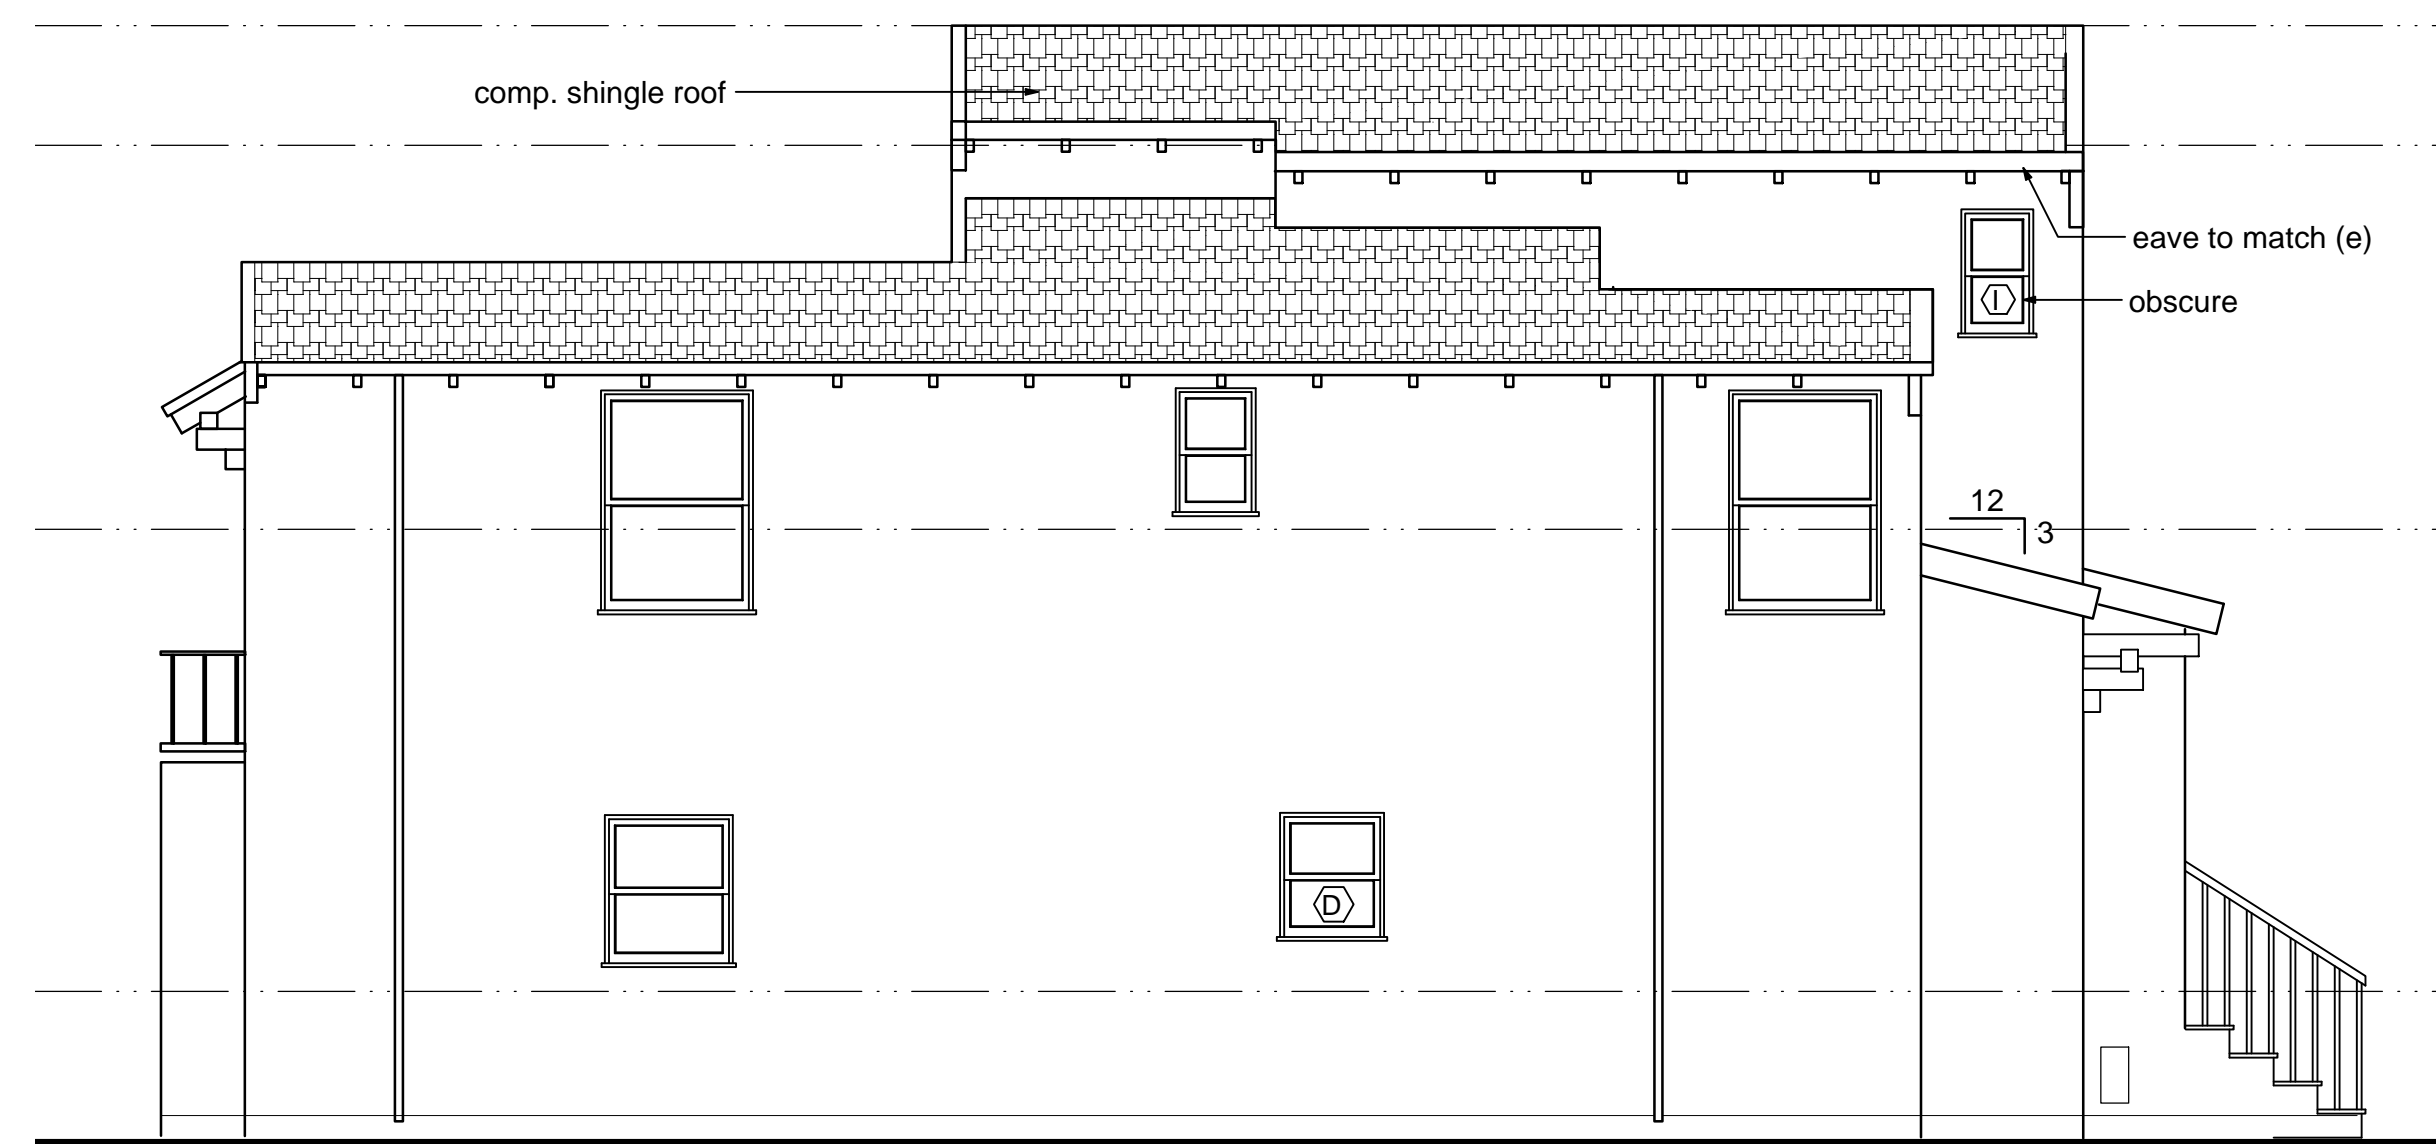 comp. shingle roof
eave to match (e)
I
obscure
12
3
D